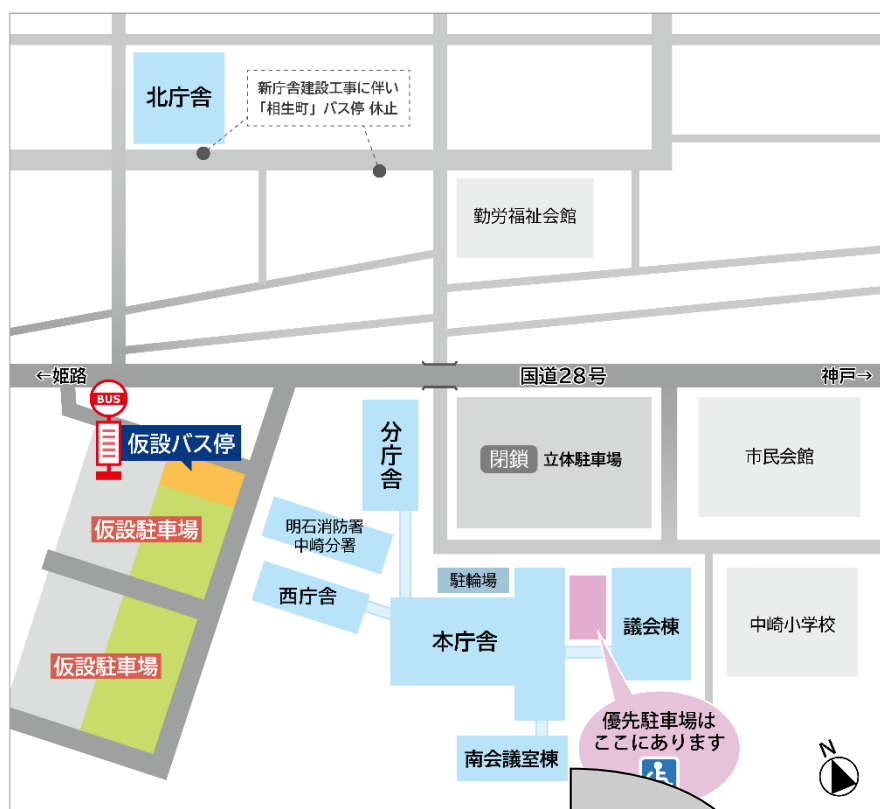 北庁舎
新庁舎建設工事に伴い
「相生町」バス停 休止
勤労福祉会館
←姫路
国道28号
神戸→
BUS
仮設バス停
分庁舎
閉鎖 立体駐車場
市民会館
仮設駐車場
明石消防署
中崎分署
駐輪場
西庁舎
本庁舎
議会棟
中崎小学校
仮設駐車場
優先駐車場は
ここにあります
南会議室棟
N